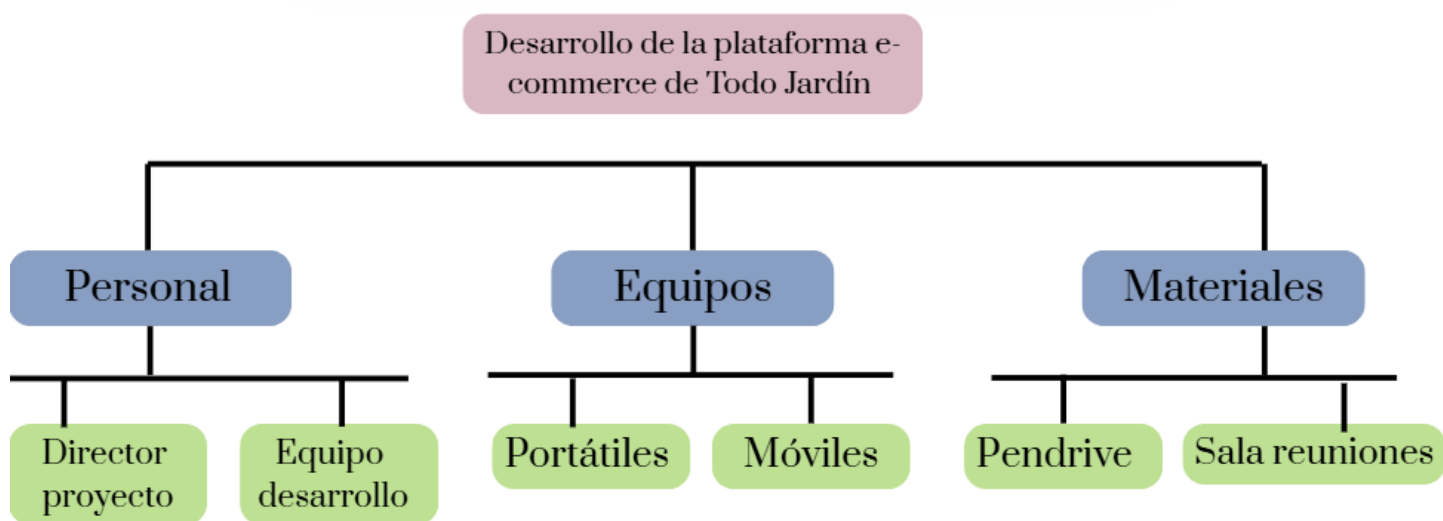 Desarrollo de la plataforma e-
commerce de Todo Jardín
Personal
Equipos
Materiales
Director
proyecto
Equipo
desarrollo
Portátiles
Móviles
Pendrive
Sala reuniones